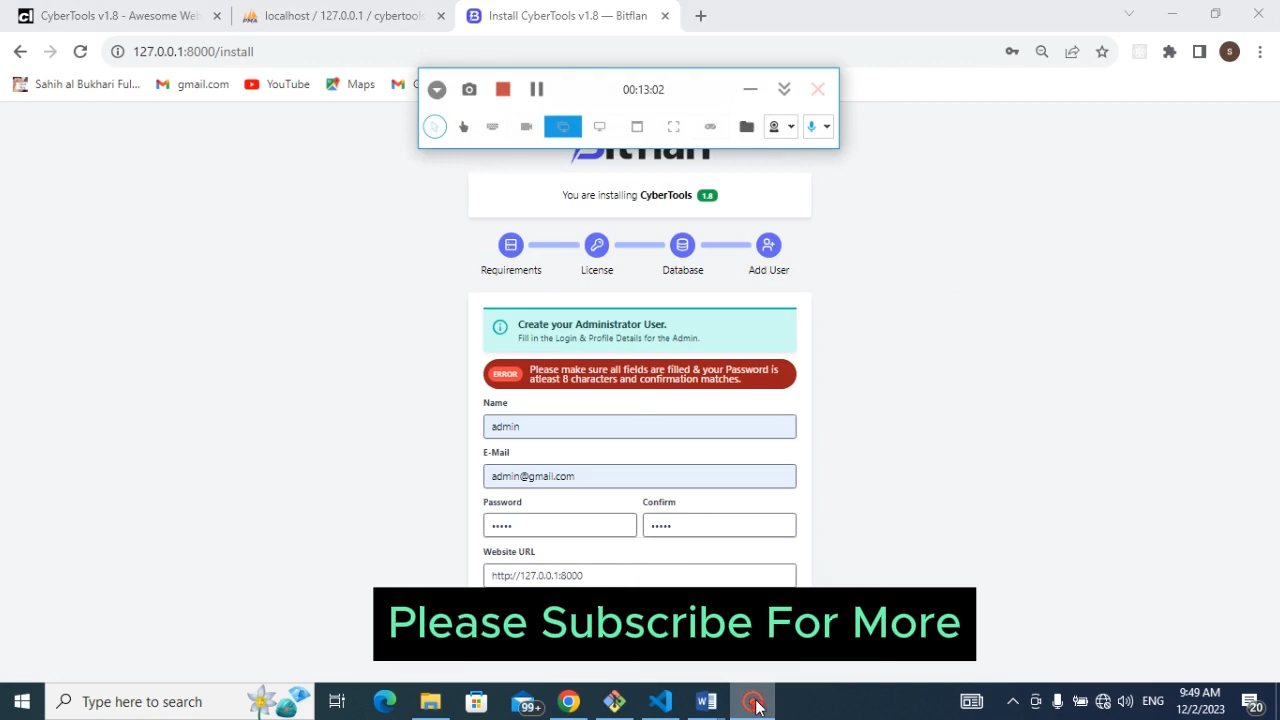 CyberTools v1.8 - Awesome Web
localhost / 127.0.0.1 / cybertools
Install CyberTools v1.8 — Bitflan
127.0.0.1:8000/install
S
Sahih al Bukhari Ful...
gmail.com
YouTube
Maps
00:13:02
Bitflan
You are installing CyberTools 1.8
Requirements
License
Database
Add User
Create your Administrator User.
Fill in the Login & Profile Details for the Admin.
ERROR
Please make sure all fields are filled & your Password is
atleast 8 characters and confirmation matches.
Name
admin
E-Mail
admin@gmail.com
Password
Confirm
•••••
•••••
Website URL
http://127.0.0.1:8000
Please Subscribe For More
Type here to search
99+
ENG
9:49 AM
12/2/2023
20